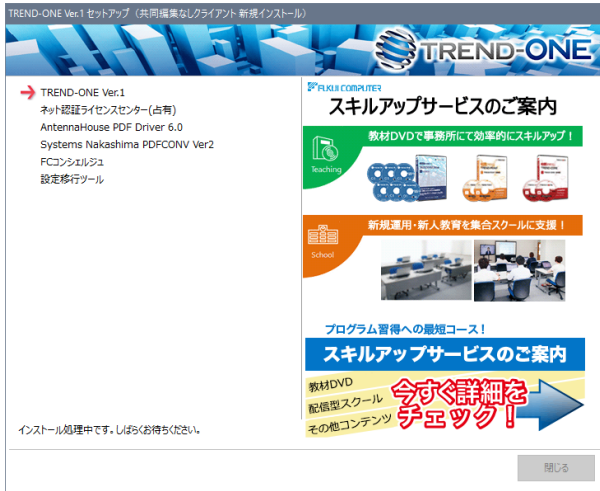 TREND-ONE Ver.1 セットアップ（共同編集なしクライアント 新規インストール）
TREND-ONE
TREND-ONE Ver.1
ネット認証ライセンスセンター(占有)
AntennaHouse PDF Driver 6.0
Systems Nakashima PDFCONV Ver2
FCコンシェルジュ
設定移行ツール
インストール処理中です。しばらくお待ちください。
FUKUI COMPUTER
スキルアップサービスのご案内
教材DVDで事務所にて効率的にスキルアップ！
Teaching
新規運用・新人教育を集合スクールに支援！
School
プログラム習得への最短コース！
スキルアップサービスのご案内
教材DVD
配信型スクール
その他コンテンツ
今すぐ詳細を
チェック！
閉じる